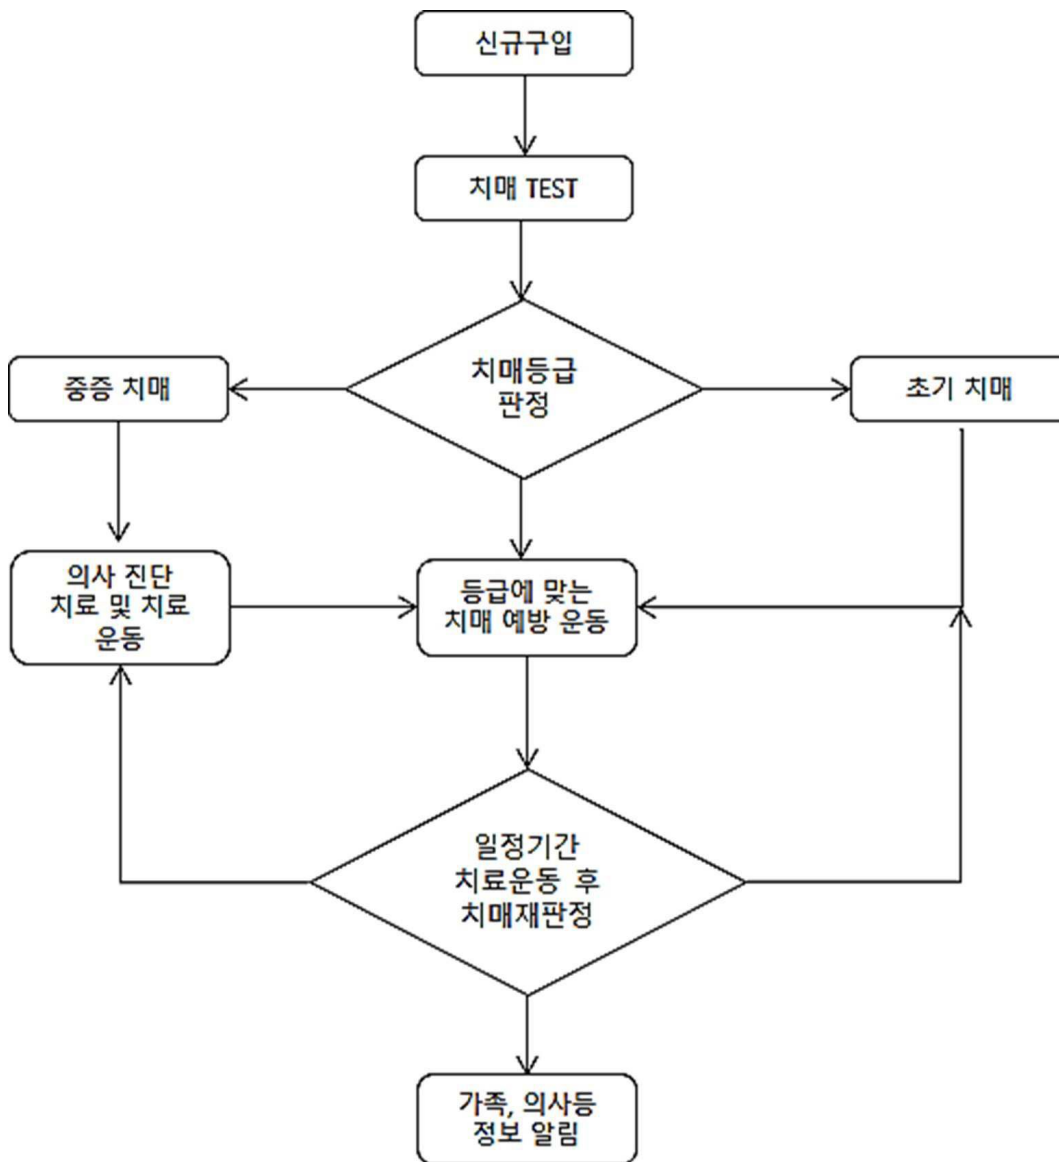 신규구입
치매 TEST
치매등급
판정
중증 치매
초기 치매
의사 진단
치료 및 치료
운동
등급에 맞는
치매 예방 운동
일정기간
치료운동 후
치매재판정
가족, 의사등
정보 알림